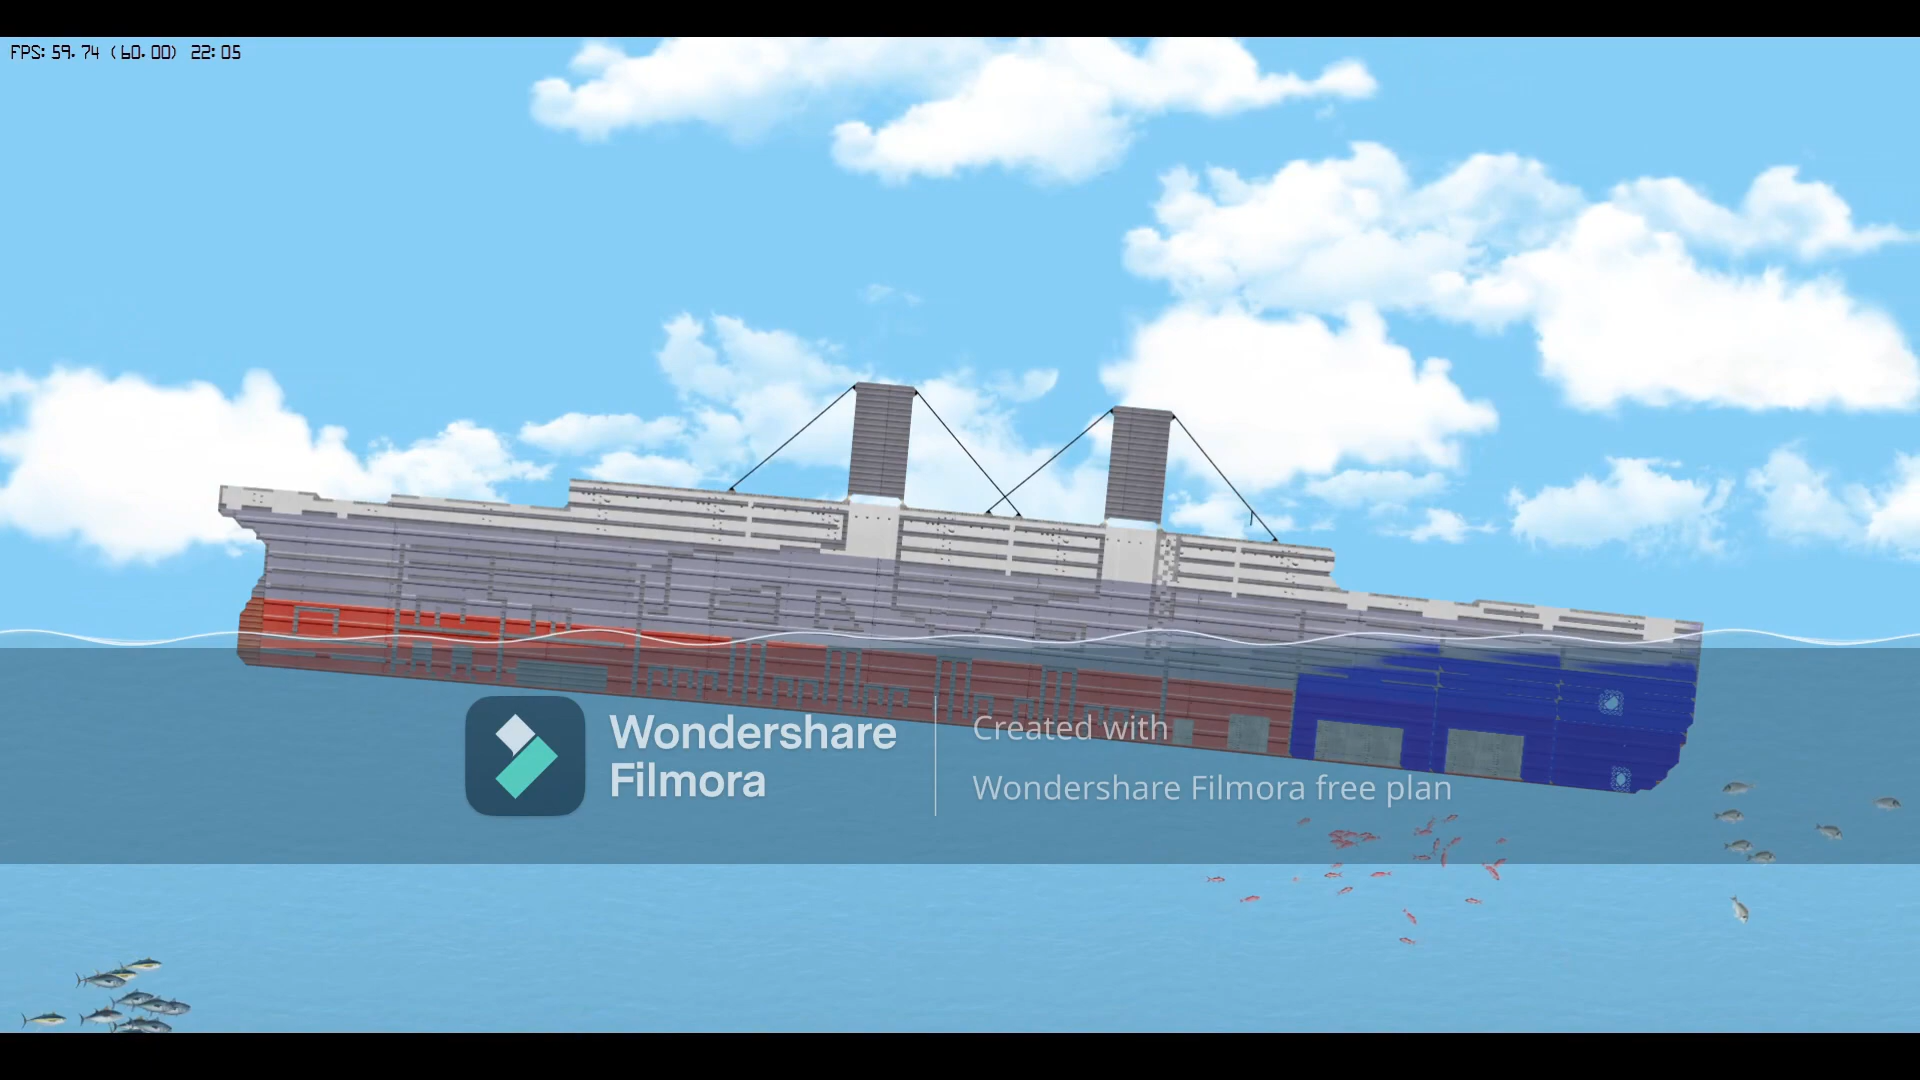 FPS: 59.74 (60.00) 22:05
Wondershare
Filmora
Created with
Wondershare Filmora free plan